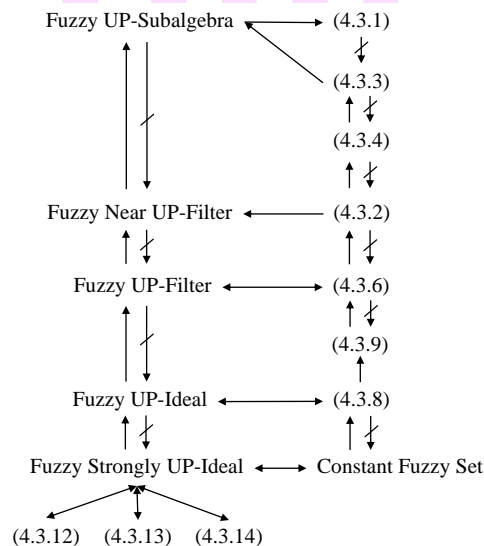 Fuzzy UP-Subalgebra (4.3.1)
(4.3.3)
(4.3.4)
Fuzzy Near UP-Filter (4.3.2)
Fuzzy UP-Filter (4.3.6)
(4.3.9)
Fuzzy UP-Ideal (4.3.8)
Fuzzy Strongly UP-Ideal Constant Fuzzy Set
(4.3.12) (4.3.13) (4.3.14)